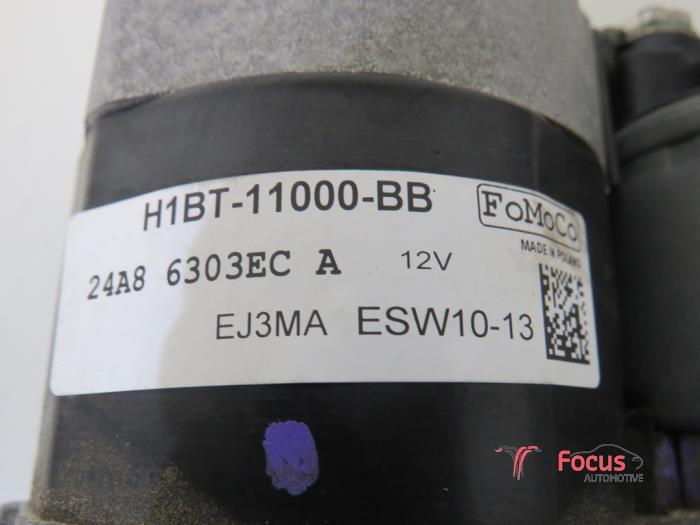 H1BT-11000-BB
FoMoCo
MADE IN POLAND
24A8 6303EC A 12V
EJ3MA ESW10-13
Focus
AUTOMOTIVE